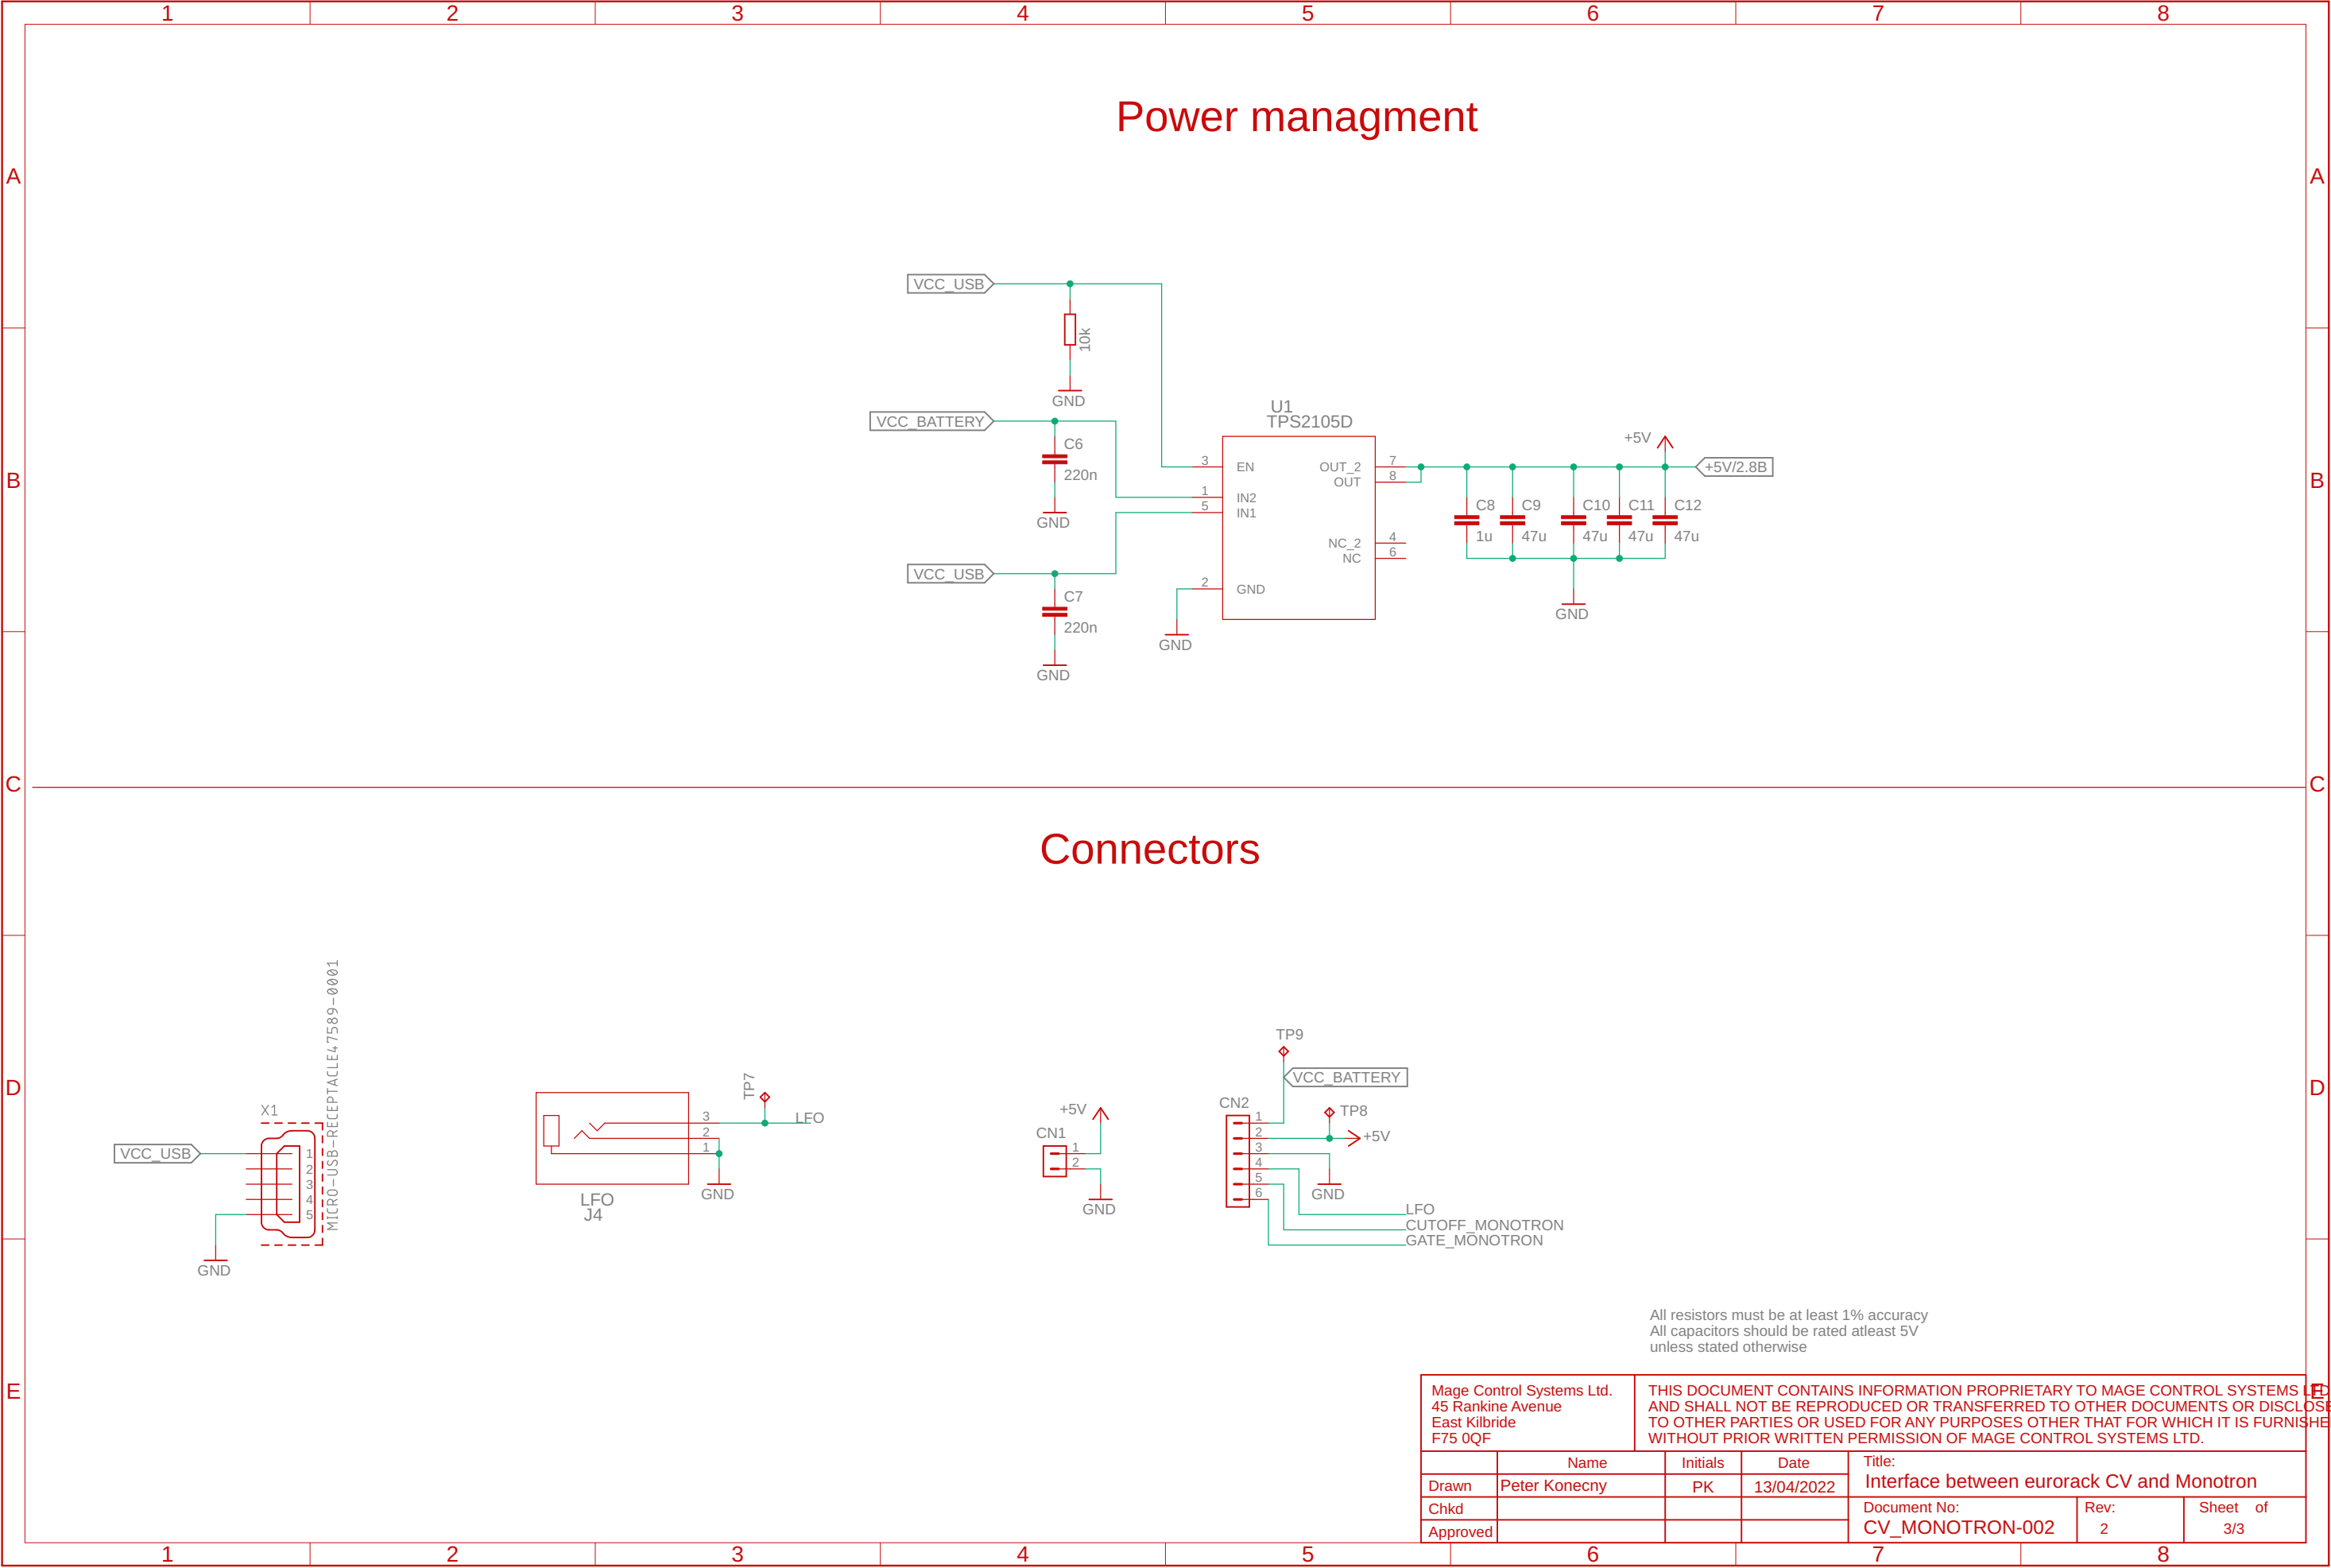 1 2 3 4 5 6 7 8
Power managment
A A
VCC_USB
10k
GND
VCC_BATTERY
C6
220n
GND
U1
TPS2105D
3 EN OUT_2 7
OUT 8
1 IN2
5 IN1
NC_2 4
NC 6
2 GND
GND
+5V
+5V/2.8B
C8 C9 C10 C11 C12
1u 47u 47u 47u 47u
GND
B B
VCC_USB
C7
220n
GND
C C
Connectors
X1
MICRO-USB-RECEPTACLE47589-0001
VCC_USB
1
2
3
4
5
GND
TP7
3
2
1
LFO
GND
LFO
J4
+5V
CN1
1
2
GND
TP9
VCC_BATTERY
CN2
1
2
3
4
5
6
TP8
+5V
GND
LFO
CUTOFF_MONOTRON
GATE_MONOTRON
D D
All resistors must be at least 1% accuracy
All capacitors should be rated atleast 5V
unless stated otherwise
E E
Mage Control Systems Ltd.
45 Rankine Avenue
East Kilbride
F75 0QF
THIS DOCUMENT CONTAINS INFORMATION PROPRIETARY TO MAGE CONTROL SYSTEMS LTD
AND SHALL NOT BE REPRODUCED OR TRANSFERRED TO OTHER DOCUMENTS OR DISCLOSE
TO OTHER PARTIES OR USED FOR ANY PURPOSES OTHER THAT FOR WHICH IT IS FURNISHE
WITHOUT PRIOR WRITTEN PERMISSION OF MAGE CONTROL SYSTEMS LTD.
Name Initials Date
Drawn Peter Konecny PK 13/04/2022
Chkd
Approved
Title:
Interface between eurorack CV and Monotron
Document No:
CV_MONOTRON-002
Rev:
2
Sheet of
3/3
1 2 3 4 5 6 7 8